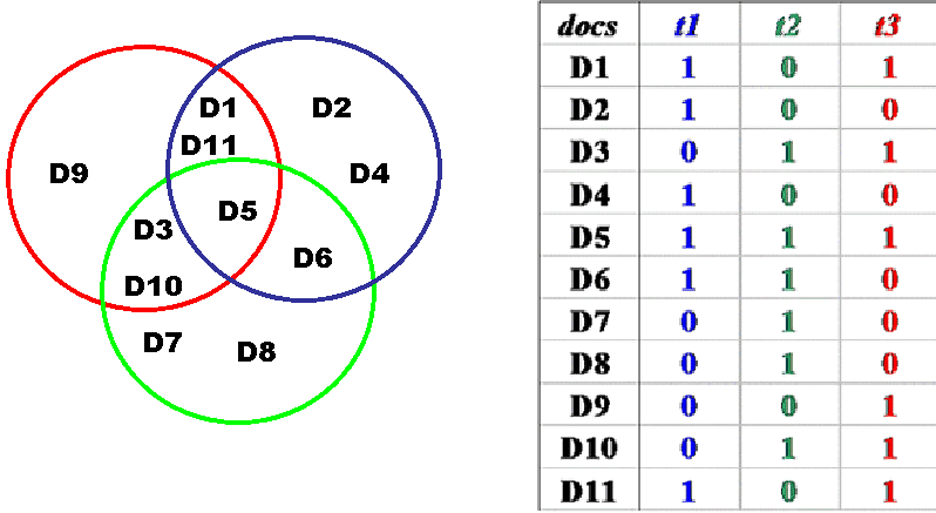 D1
D2
D11
D9
D4
D5
D3
D6
D10
D7
D8
docs t1 t2 t3
D1 1 0 1
D2 1 0 0
D3 0 1 1
D4 1 0 0
D5 1 1 1
D6 1 1 0
D7 0 1 0
D8 0 1 0
D9 0 0 1
D10 0 1 1
D11 1 0 1